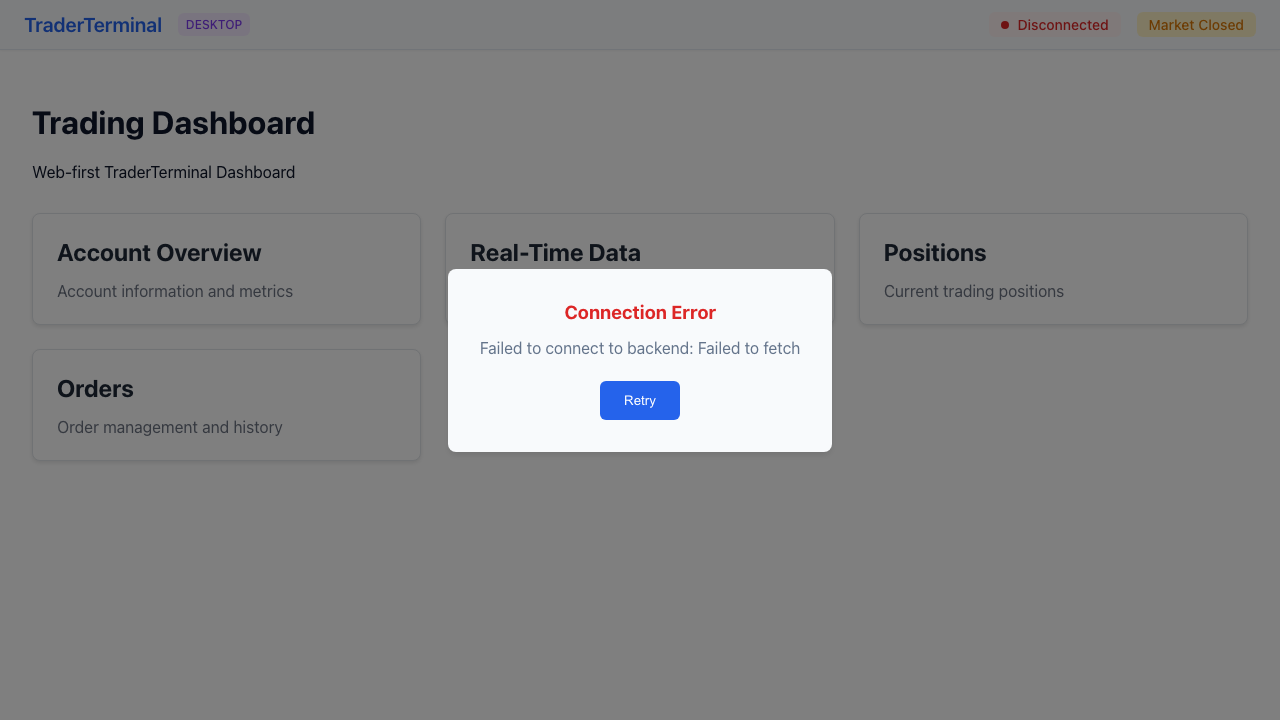 TraderTerminal
DESKTOP
Disconnected
Market Closed
Trading Dashboard
Web-first TraderTerminal Dashboard
Account Overview
Account information and metrics
Real-Time Data
Positions
Current trading positions
Connection Error
Failed to connect to backend: Failed to fetch
Retry
Orders
Order management and history